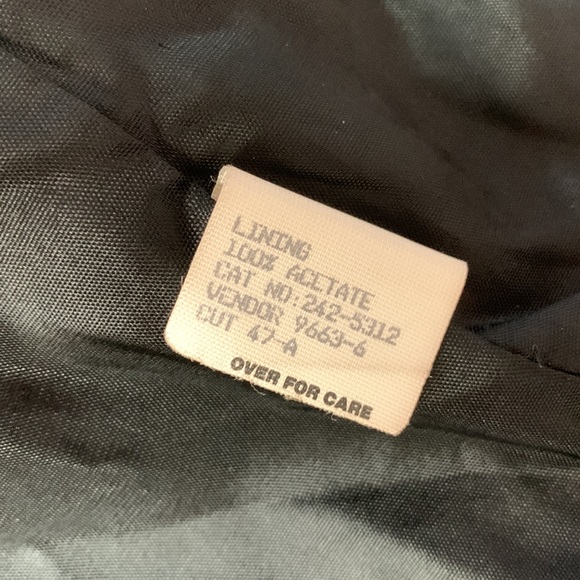 LINING
100% ACETATE
CAT NO:242-5312
VENDOR 9663-6
CUT 47-A
OVER FOR CARE